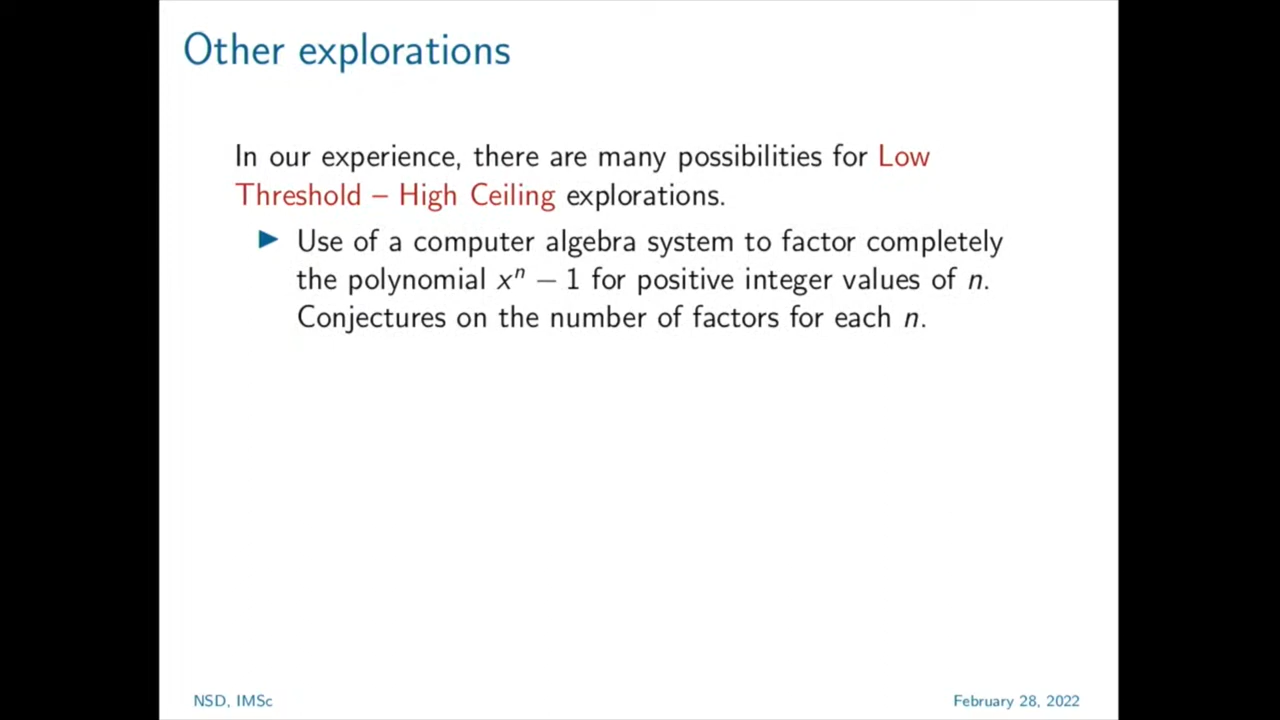 Other explorations
In our experience, there are many possibilities for Low
Threshold – High Ceiling explorations.
▶ Use of a computer algebra system to factor completely
the polynomial xⁿ − 1 for positive integer values of n.
Conjectures on the number of factors for each n.
NSD, IMSc
February 28, 2022